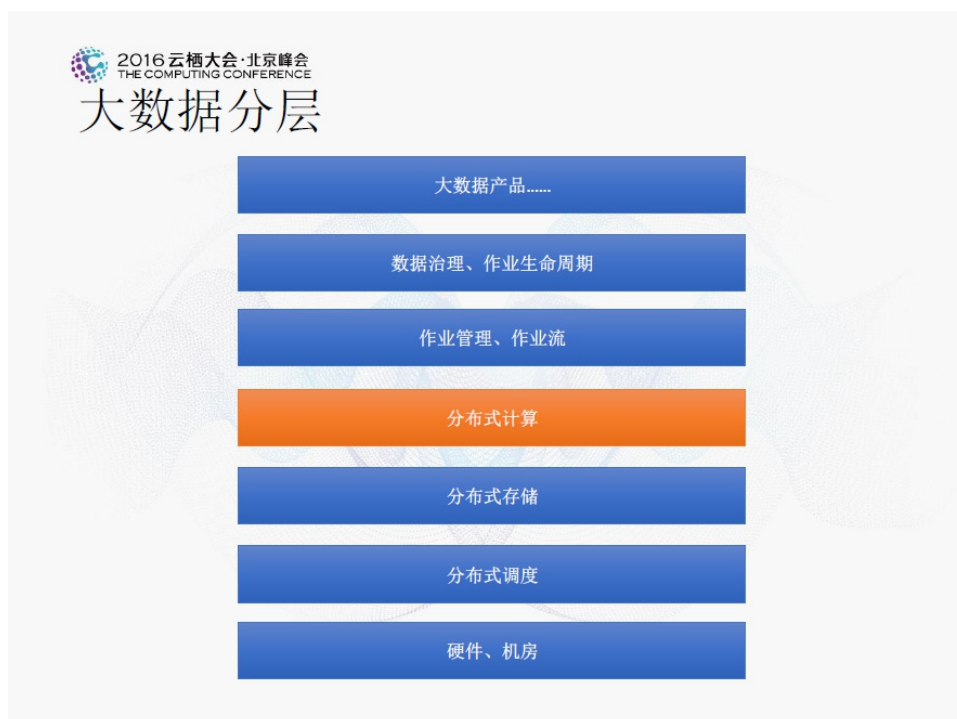 2016云栖大会·北京峰会
THE COMPUTING CONFERENCE
大数据分层
大数据产品......
数据治理、作业生命周期
作业管理、作业流
分布式计算
分布式存储
分布式调度
硬件、机房